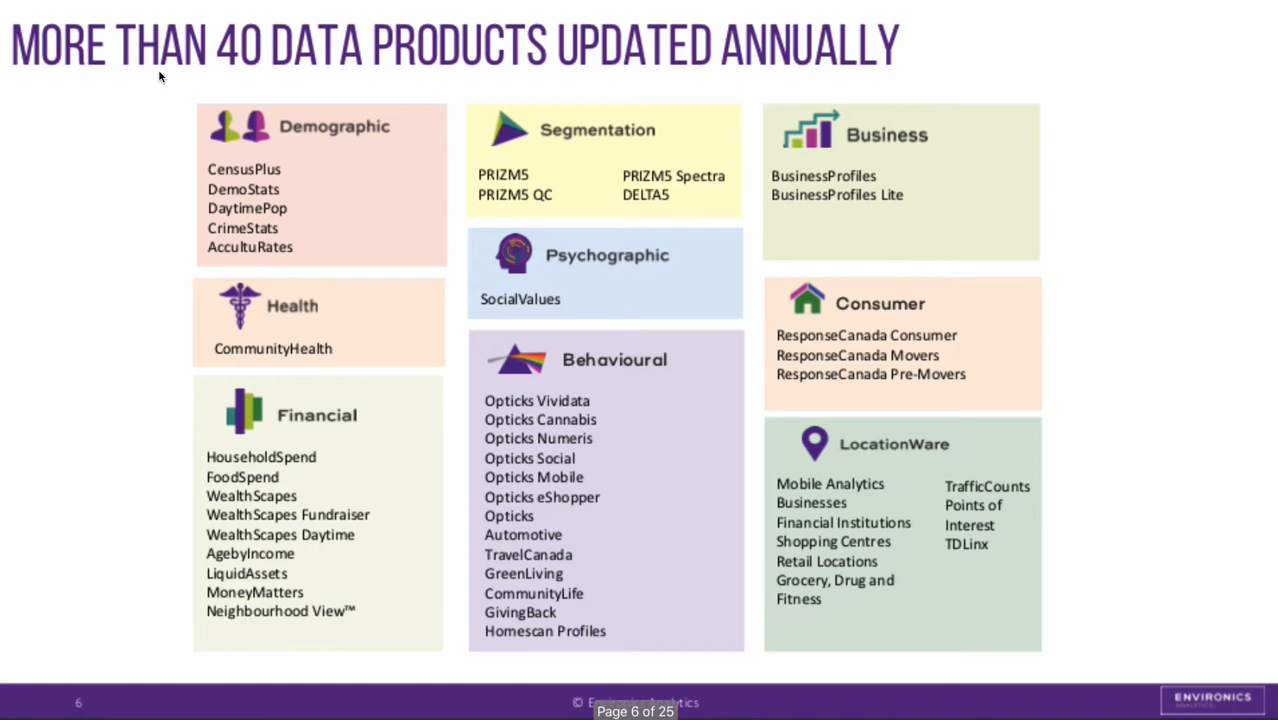 MORE THAN 40 DATA PRODUCTS UPDATED ANNUALLY
Demographic
CensusPlus
DemoStats
DaytimePop
CrimeStats
AccultuRates
Health
CommunityHealth
Financial
HouseholdSpend
FoodSpend
WealthScapes
WealthScapes Fundraiser
WealthScapes Daytime
AgebyIncome
LiquidAssets
MoneyMatters
Neighbourhood View™
Segmentation
PRIZM5
PRIZM5 QC
PRIZM5 Spectra
DELTA5
Psychographic
SocialValues
Behavioural
Opticks Vividata
Opticks Cannabis
Opticks Numeris
Opticks Social
Opticks Mobile
Opticks eShopper
Opticks
Automotive
TravelCanada
GreenLiving
CommunityLife
GivingBack
Homescan Profiles
Business
BusinessProfiles
BusinessProfiles Lite
Consumer
ResponseCanada Consumer
ResponseCanada Movers
ResponseCanada Pre-Movers
LocationWare
Mobile Analytics
Businesses
Financial Institutions
Shopping Centres
Retail Locations
Grocery, Drug and
Fitness
TrafficCounts
Points of
Interest
TDLinx
6
©
Page 6 of 25
ENVIRONICS
ANALYTICS